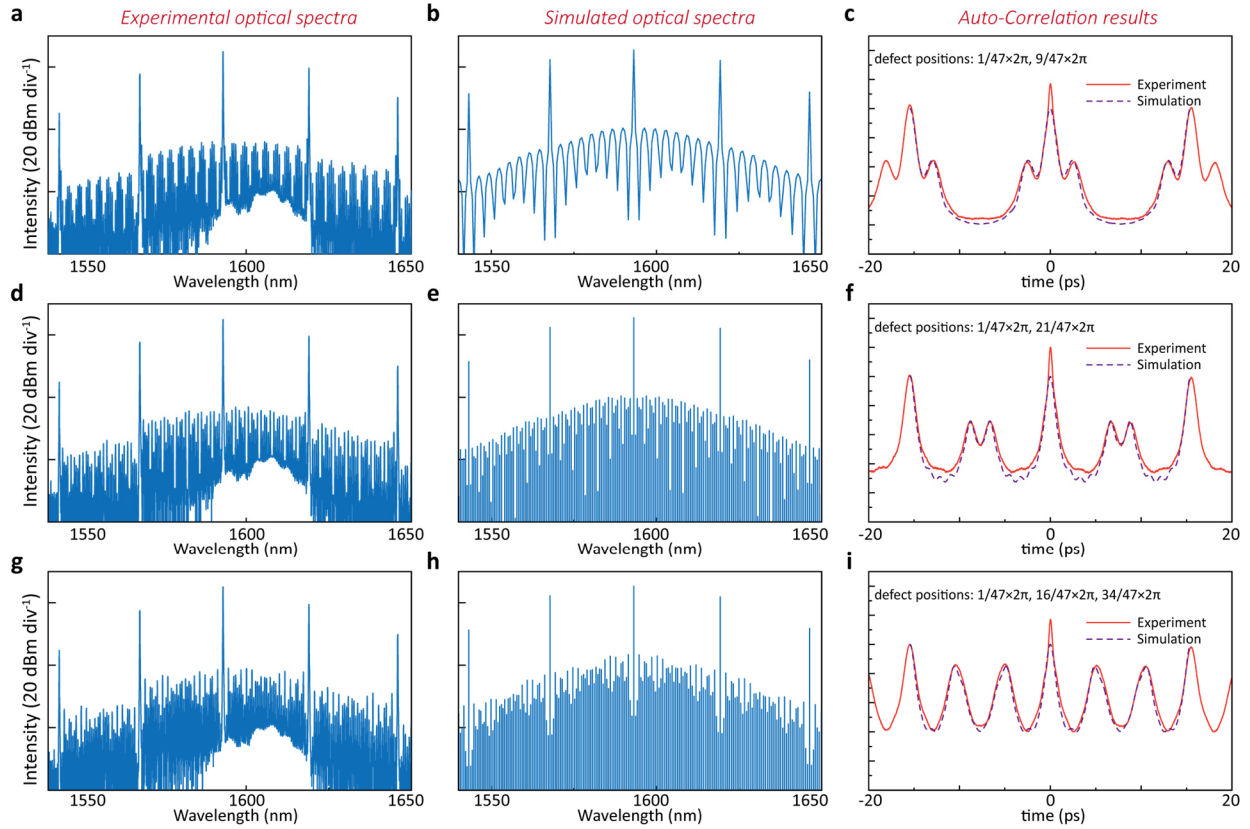 a Experimental optical spectra b Simulated optical spectra c Auto-Correlation results
Intensity (20 dBm div⁻¹)
1550 1600 1650
Wavelength (nm)
1550 1600 1650
Wavelength (nm)
defect positions: 1/47×2π, 9/47×2π
Experiment
Simulation
-20 0 20
time (ps)
d e f
Intensity (20 dBm div⁻¹)
1550 1600 1650
Wavelength (nm)
1550 1600 1650
Wavelength (nm)
defect positions: 1/47×2π, 21/47×2π
Experiment
Simulation
-20 0 20
time (ps)
g h i
Intensity (20 dBm div⁻¹)
1550 1600 1650
Wavelength (nm)
1550 1600 1650
Wavelength (nm)
defect positions: 1/47×2π, 16/47×2π, 34/47×2π
Experiment
Simulation
-20 0 20
time (ps)